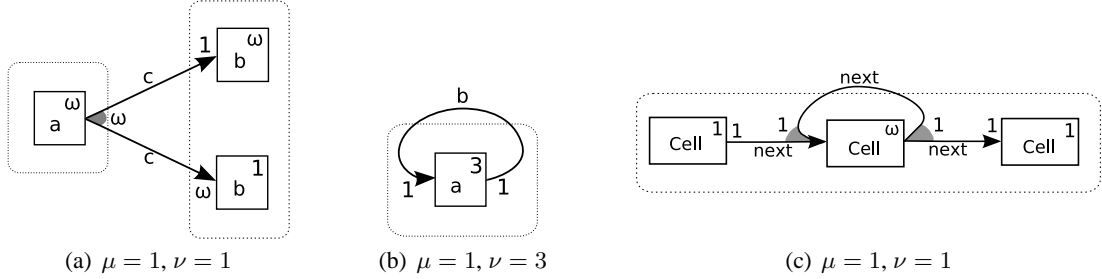 ω
a
ω
c
c
1
ω
b
ω
1
b
b
3
a
1
1
next
1
Cell
1
next
1
ω
Cell
1
next
1
1
Cell
(a) μ = 1, ν = 1
(b) μ = 1, ν = 3
(c) μ = 1, ν = 1